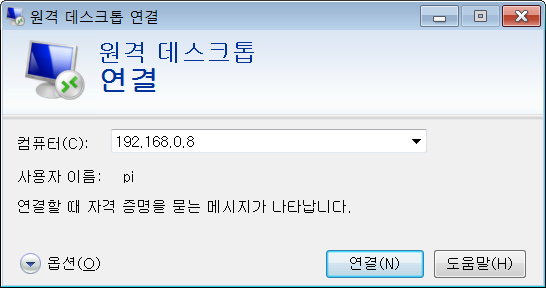 원격 데스크톱 연결
원격 데스크톱
연결
컴퓨터(C): 192.168.0.8
사용자 이름: pi
연결할 때 자격 증명을 묻는 메시지가 나타납니다.
옵션(O) 연결(N) 도움말(H)